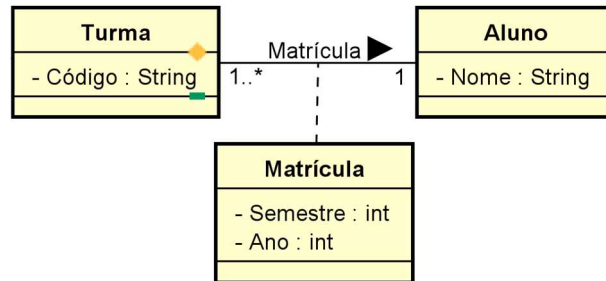 Turma
- Código : String
Matrícula
1..*
1
Aluno
- Nome : String
Matrícula
- Semestre : int
- Ano : int